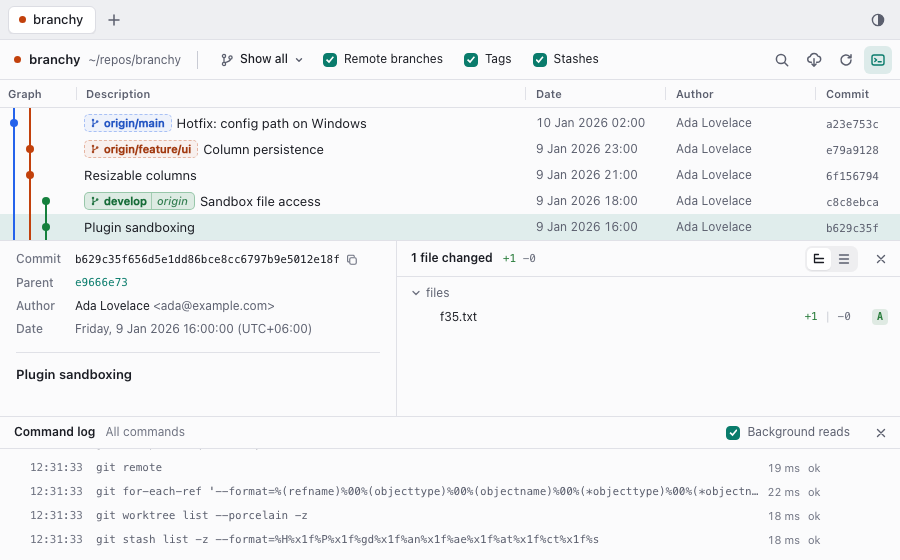 branchy
branchy ~/repos/branchy Show all Remote branches Tags Stashes
Graph Description Date Author Commit
origin/main Hotfix: config path on Windows 10 Jan 2026 02:00 Ada Lovelace a23e753c
origin/feature/ui Column persistence 9 Jan 2026 23:00 Ada Lovelace e79a9128
Resizable columns 9 Jan 2026 21:00 Ada Lovelace 6f156794
develop origin Sandbox file access 9 Jan 2026 18:00 Ada Lovelace c8c8ebca
Plugin sandboxing 9 Jan 2026 16:00 Ada Lovelace b629c35f
Commit b629c35f656d5e1dd86bce8cc6797b9e5012e18f
Parent e9666e73
Author Ada Lovelace <ada@example.com>
Date Friday, 9 Jan 2026 16:00:00 (UTC+06:00)
Plugin sandboxing
1 file changed +1 −0
files
f35.txt +1 | −0 A
Command log All commands Background reads
12:31:33 git remote 19 ms ok
12:31:33 git for-each-ref '--format=%(refname)%00%(objecttype)%00%(objectname)%00%(*objecttype)%00%(*objectn… 22 ms ok
12:31:33 git worktree list --porcelain -z 18 ms ok
12:31:33 git stash list -z --format=%H%x1f%P%x1f%gd%x1f%an%x1f%ae%x1f%at%x1f%ct%x1f%s 18 ms ok